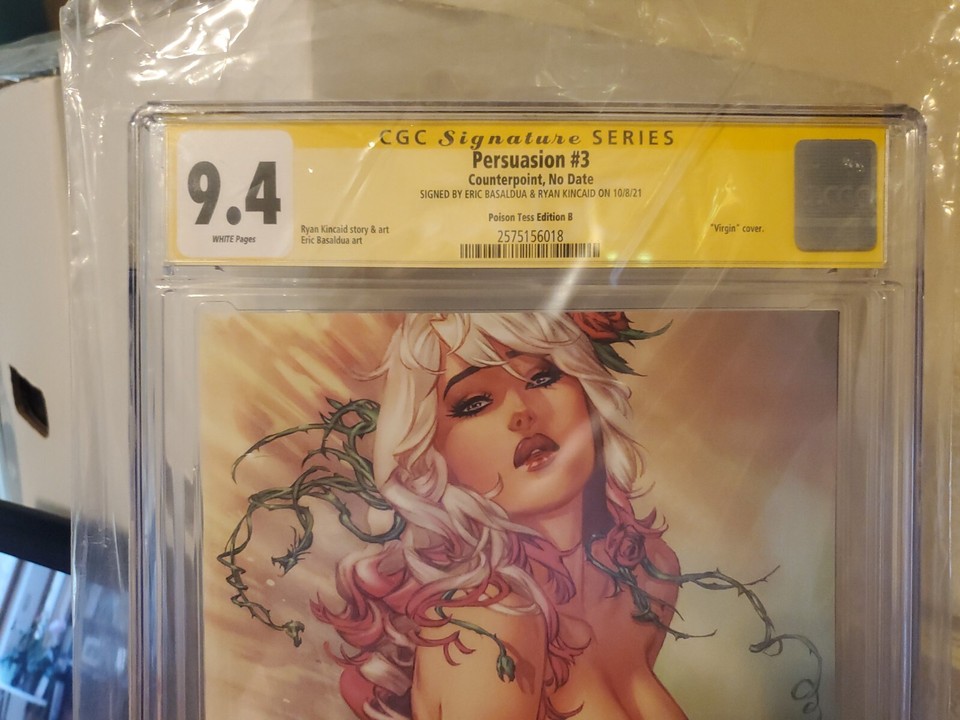 CGC Signature SERIES
9.4
WHITE Pages
Persuasion #3
Counterpoint, No Date
SIGNED BY ERIC BASALDUA & RYAN KINCAID ON 10/8/21
Poison Tess Edition B
Ryan Kincaid story & art
Eric Basaldua art
2575156018
"Virgin" cover.
CGC